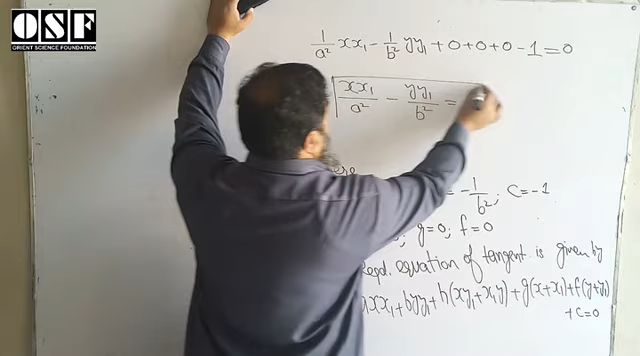 OSF
ORIENT SCIENCE FOUNDATION
1/a² xx₁ - 1/b² yy₁ + 0 + 0 + 0 - 1 = 0
xx₁/a² - yy₁/b² =
= -1/b² ; C = -1
; g=0; f=0
Reqd. equation of tangent is given by
xx₁ + byy₁ + h(xy₁ + x₁y) + g(x+x₁) + f(y+y₁)
+ C = 0